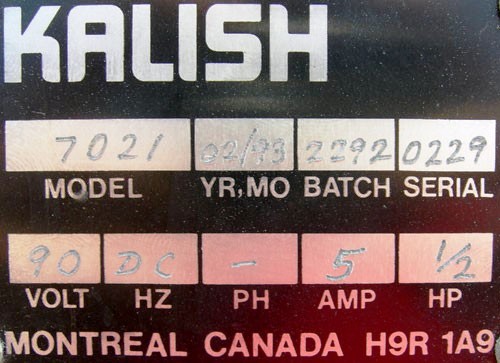 KALISH
7021 02/93 2292 0229
MODEL YR,MO BATCH SERIAL
90 DC - 5 1/2
VOLT HZ PH AMP HP
MONTREAL CANADA H9R 1A9